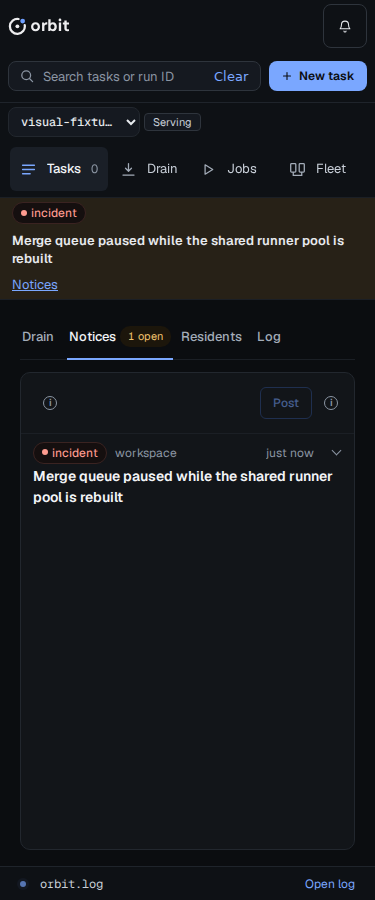 orbit
Search tasks or run ID Clear
New task
visual-fixtu… Serving
Tasks 0 Drain Jobs Fleet
incident
Merge queue paused while the shared runner pool is
rebuilt
Notices
Drain Notices 1 open Residents Log
Post
incident workspace just now
Merge queue paused while the shared runner
pool is rebuilt
orbit.log Open log